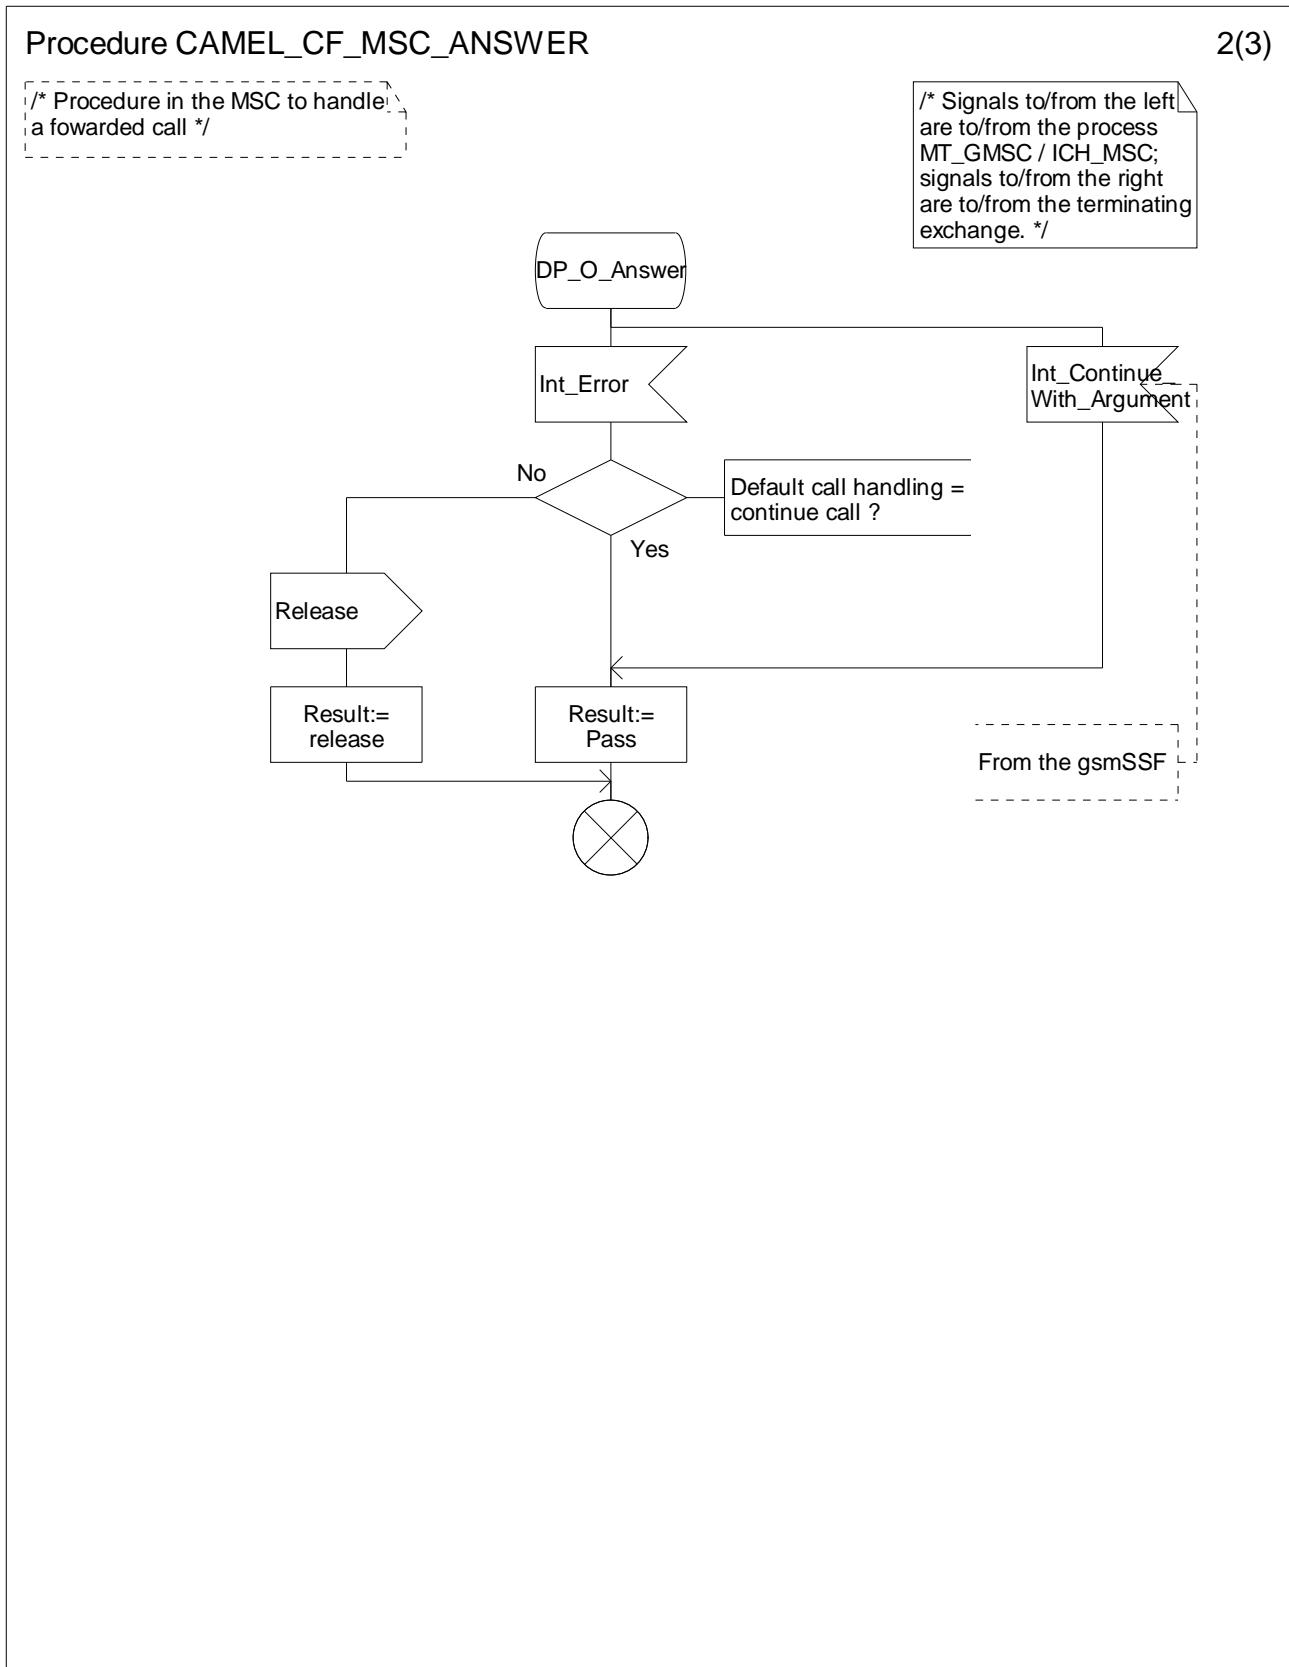 Procedure CAMEL_CF_MSC_ANSWER
2(3)
/* Procedure in the MSC to handle
a fowarded call */
/* Signals to/from the left
are to/from the process
MT_GMSC / ICH_MSC;
signals to/from the right
are to/from the terminating
exchange. */
DP_O_Answer
Int_Error
Int_Continue_
With_Argument
No
Default call handling =
continue call ?
Yes
Release
Result:=
release
Result:=
Pass
From the gsmSSF